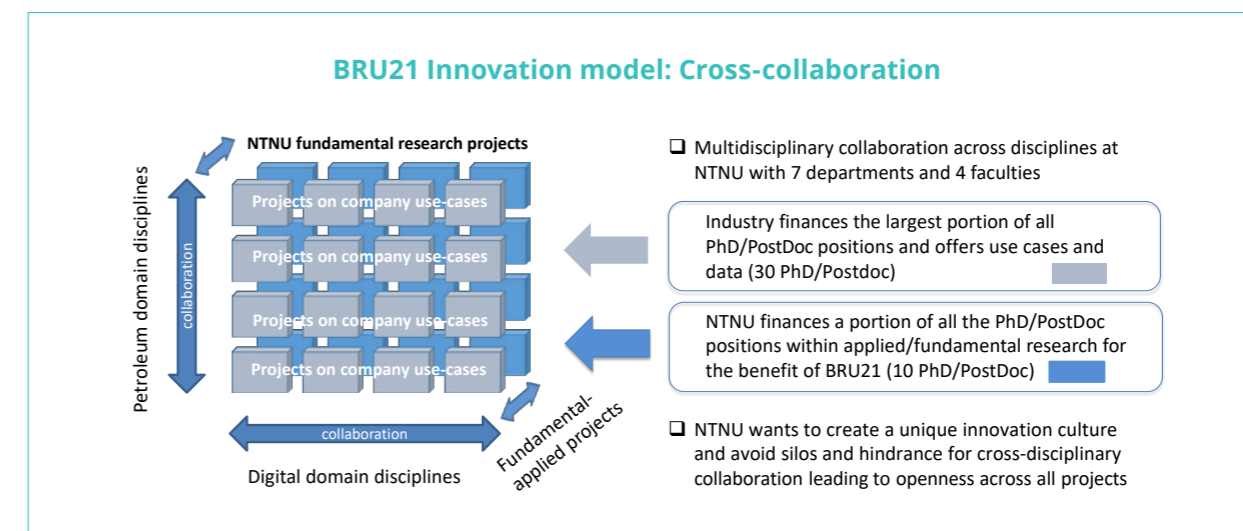 BRU21 Innovation model: Cross-collaboration
NTNU fundamental research projects
Petroleum domain disciplines
collaboration
Projects on company use-cases
Projects on company use-cases
Projects on company use-cases
Projects on company use-cases
collaboration
Digital domain disciplines
Fundamental-
applied projects
❑ Multidisciplinary collaboration across disciplines at
NTNU with 7 departments and 4 faculties
Industry finances the largest portion of all
PhD/PostDoc positions and offers use cases and
data (30 PhD/Postdoc)
NTNU finances a portion of all the PhD/PostDoc
positions within applied/fundamental research for
the benefit of BRU21 (10 PhD/PostDoc)
❑ NTNU wants to create a unique innovation culture
and avoid silos and hindrance for cross-disciplinary
collaboration leading to openness across all projects